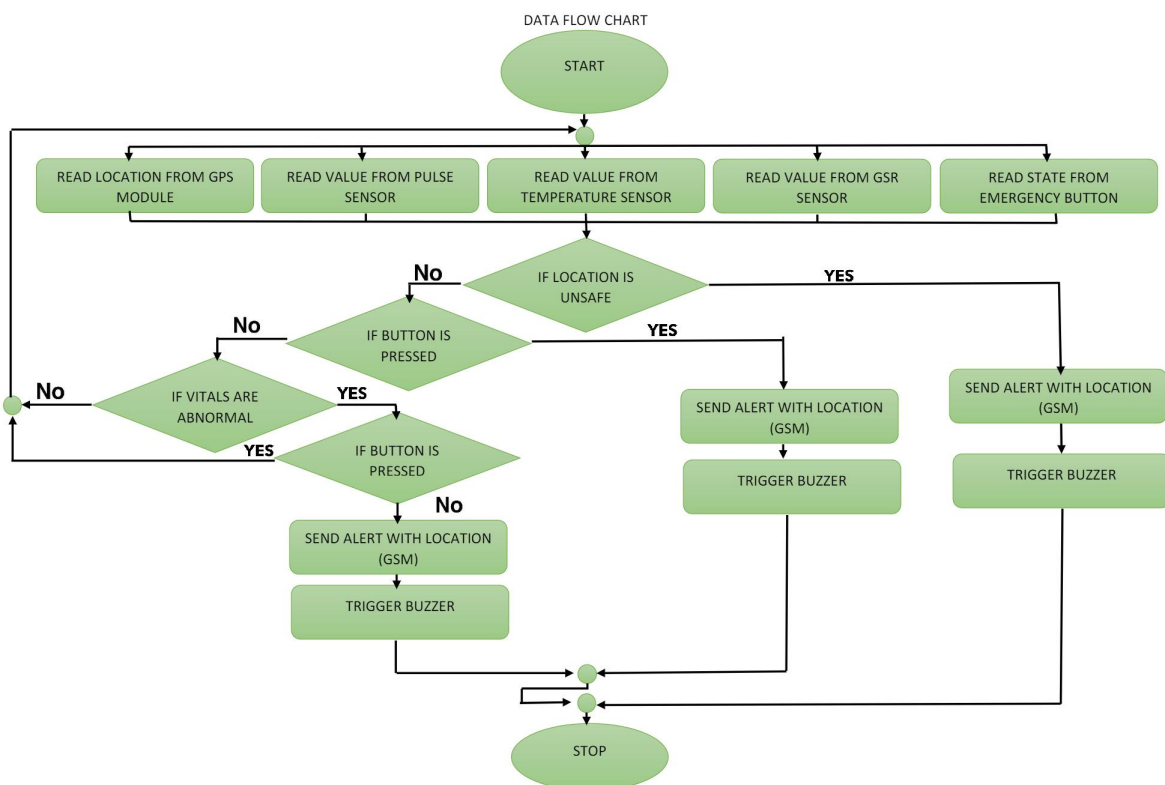 DATA FLOW CHART
START
READ LOCATION FROM GPS
MODULE
READ VALUE FROM PULSE
SENSOR
READ VALUE FROM
TEMPERATURE SENSOR
READ VALUE FROM GSR
SENSOR
READ STATE FROM
EMERGENCY BUTTON
IF LOCATION IS
UNSAFE
No
YES
IF BUTTON IS
PRESSED
No
YES
IF VITALS ARE
ABNORMAL
No
YES
IF BUTTON IS
PRESSED
YES
No
SEND ALERT WITH LOCATION
(GSM)
TRIGGER BUZZER
SEND ALERT WITH LOCATION
(GSM)
TRIGGER BUZZER
SEND ALERT WITH LOCATION
(GSM)
TRIGGER BUZZER
STOP